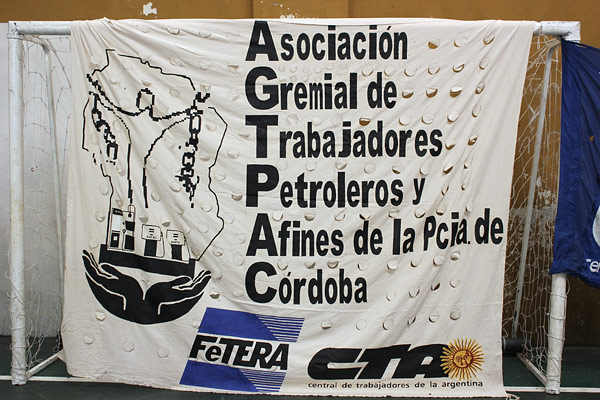 Asociación
Gremial de
Trabajadores
Petroleros y
Afines de la Pcia. de
Córdoba
FeTERA
CTA
central de trabajadores de la argentina